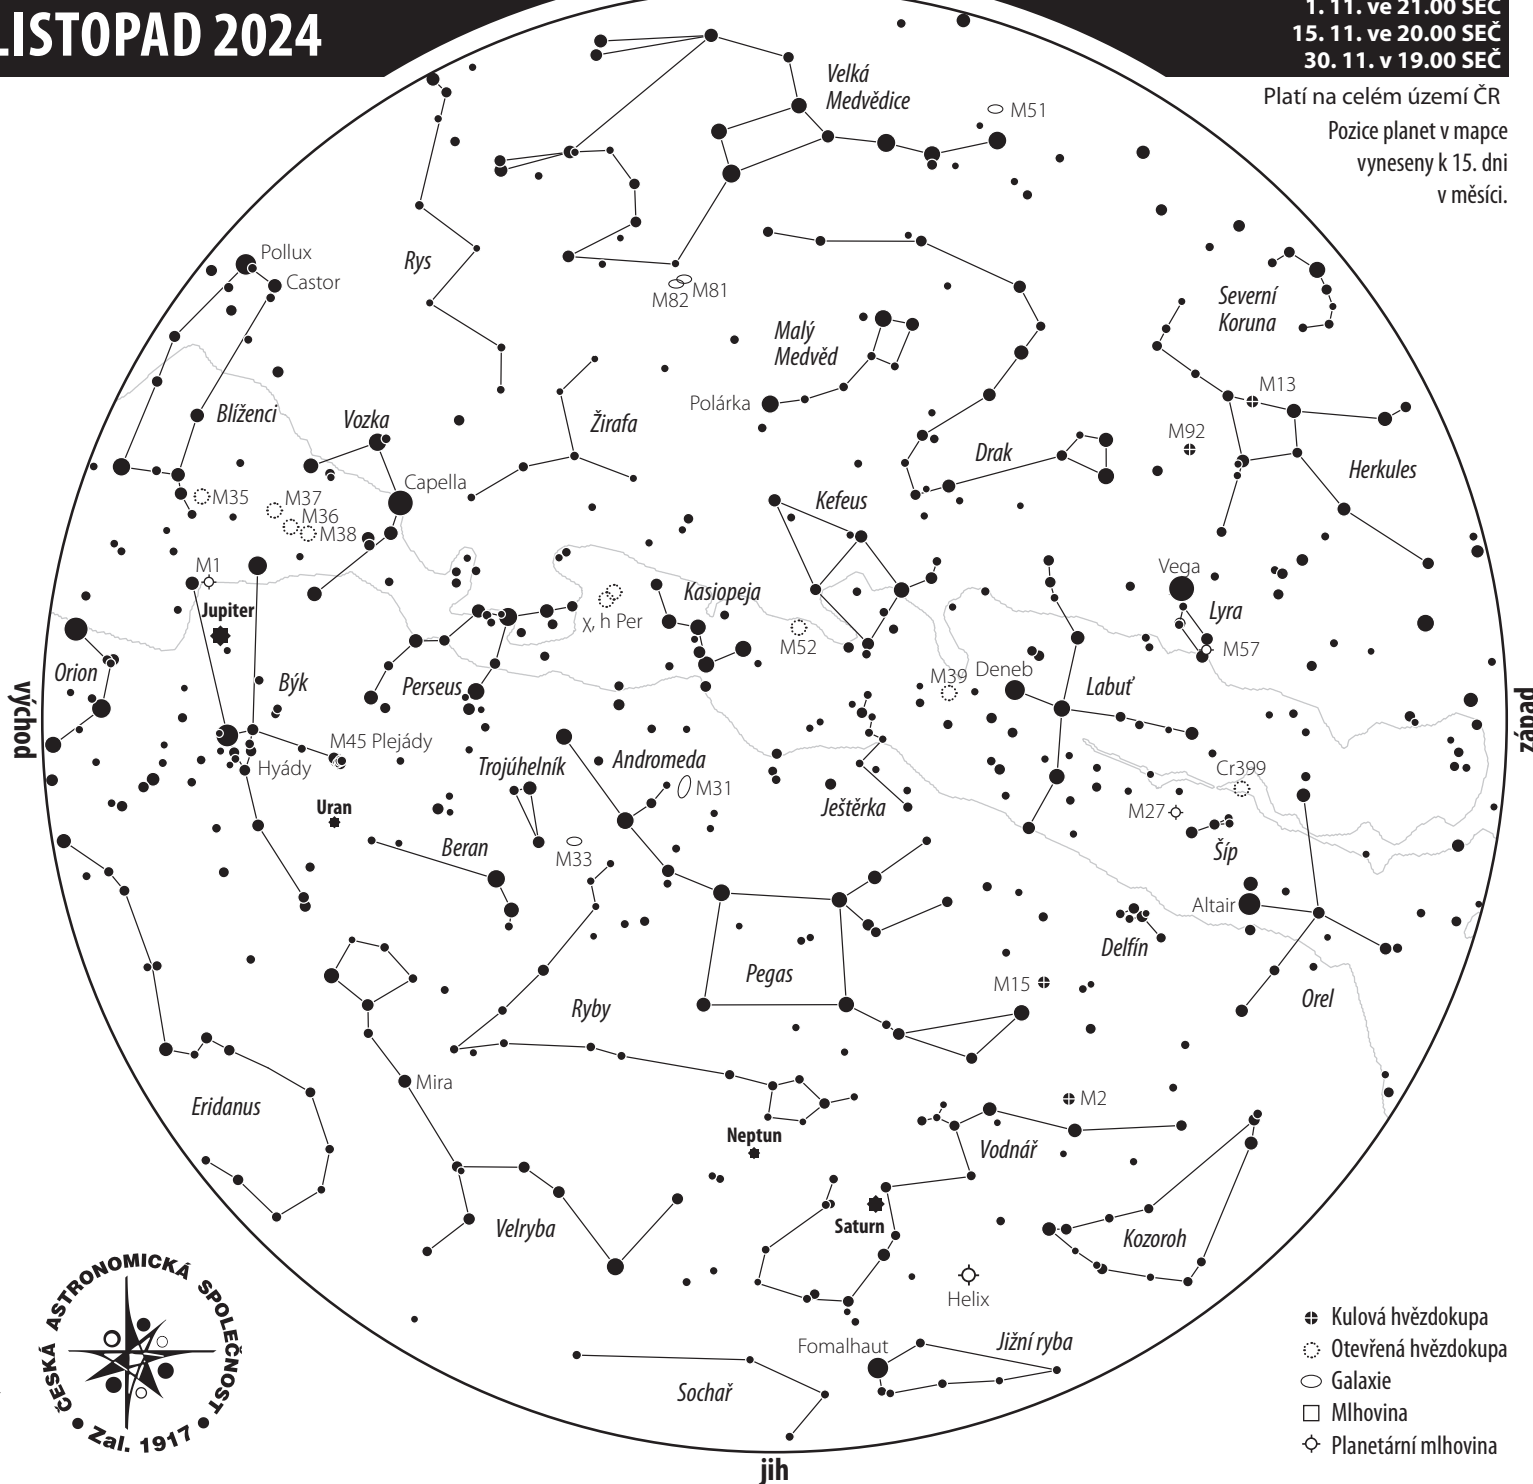 LISTOPAD 2024
1. 11. ve 21.00 SEČ
15. 11. ve 20.00 SEČ
30. 11. v 19.00 SEČ
Platí na celém území ČR
Pozice planet v mapce
vyneseny k 15. dni
v měsíci.
Velká
Medvědice
M51
Rys
Pollux
Castor
M82
M81
Malý
Medvěd
Severní
Koruna
Polárka
M13
Blíženci
Vozka
Žirafa
M92
Drak
Herkules
Capella
Kefeus
M35
M37
M36
M38
M1
Vega
Jupiter
Kasiopeja
Lyra
χ, h Per
M52
M57
Orion
Býk
Perseus
M39
Deneb
Labuť
východ
západ
M45 Plejády
Hyády
Trojúhelník
Andromeda
M31
Ještěrka
Cr399
M27
Uran
Šíp
Beran
M33
Altair
Delfín
Pegas
M15
Orel
Ryby
Mira
Eridanus
M2
Neptun
Vodnář
Saturn
Velryba
Kozoroh
Helix
Fomalhaut
Jižní ryba
Sochař
jih
ČESKÁ ASTRONOMICKÁ SPOLEČNOST
Zal. 1917
Kulová hvězdokupa
Otevřená hvězdokupa
Galaxie
Mlhovina
Planetární mlhovina